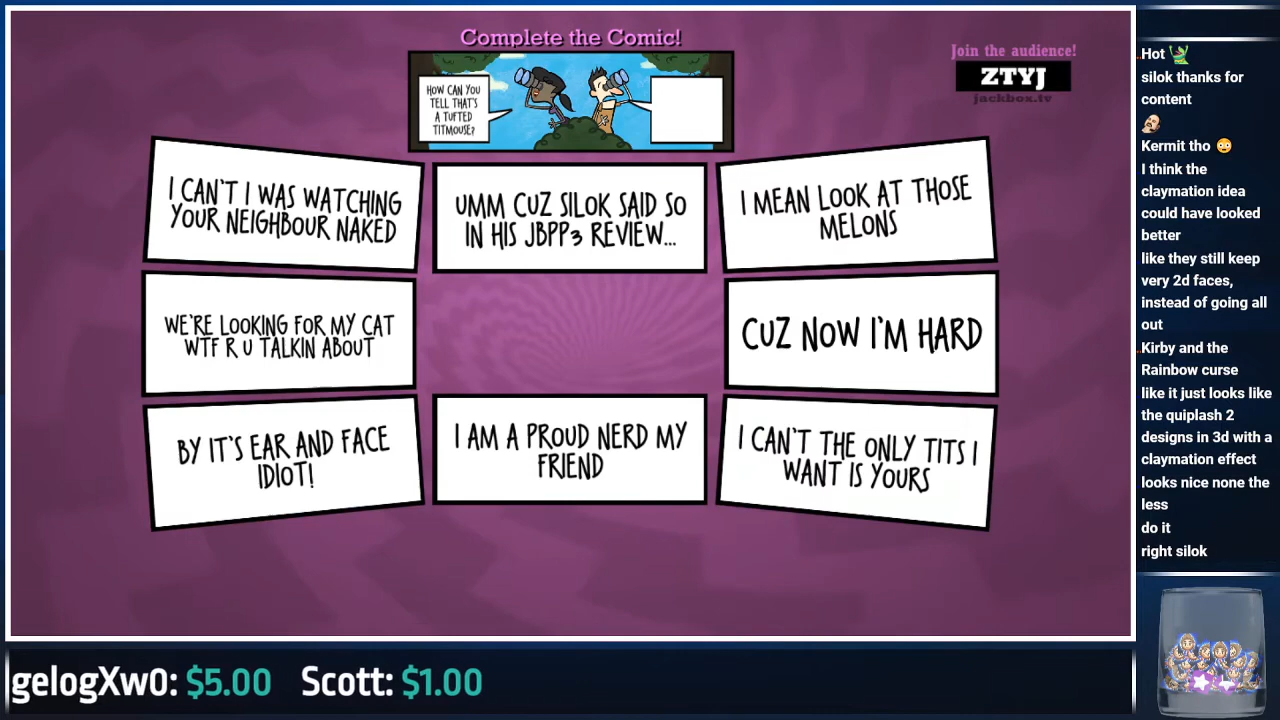 Complete the Comic!
Join the audience!
ZTYJ
jackbox.tv
HOW CAN YOU
TELL THAT'S
A TUFTED
TITMOUSE?
I CAN'T I WAS WATCHING
YOUR NEIGHBOUR NAKED
UMM CUZ SILOK SAID SO
IN HIS JBPP3 REVIEW...
I MEAN LOOK AT THOSE
MELONS
WE'RE LOOKING FOR MY CAT
WTF R U TALKIN ABOUT
CUZ NOW I'M HARD
BY IT'S EAR AND FACE
IDIOT!
I AM A PROUD NERD MY
FRIEND
I CAN'T THE ONLY TITS I
WANT IS YOURS
Hot
silok thanks for
content
Kermit tho 😳
I think the
claymation idea
could have looked
better
like they still keep
very 2d faces,
instead of going all
out
Kirby and the
Rainbow curse
like it just looks like
the quiplash 2
designs in 3d with a
claymation effect
looks nice none the
less
do it
right silok
gelogXw0: $5.00 Scott: $1.00